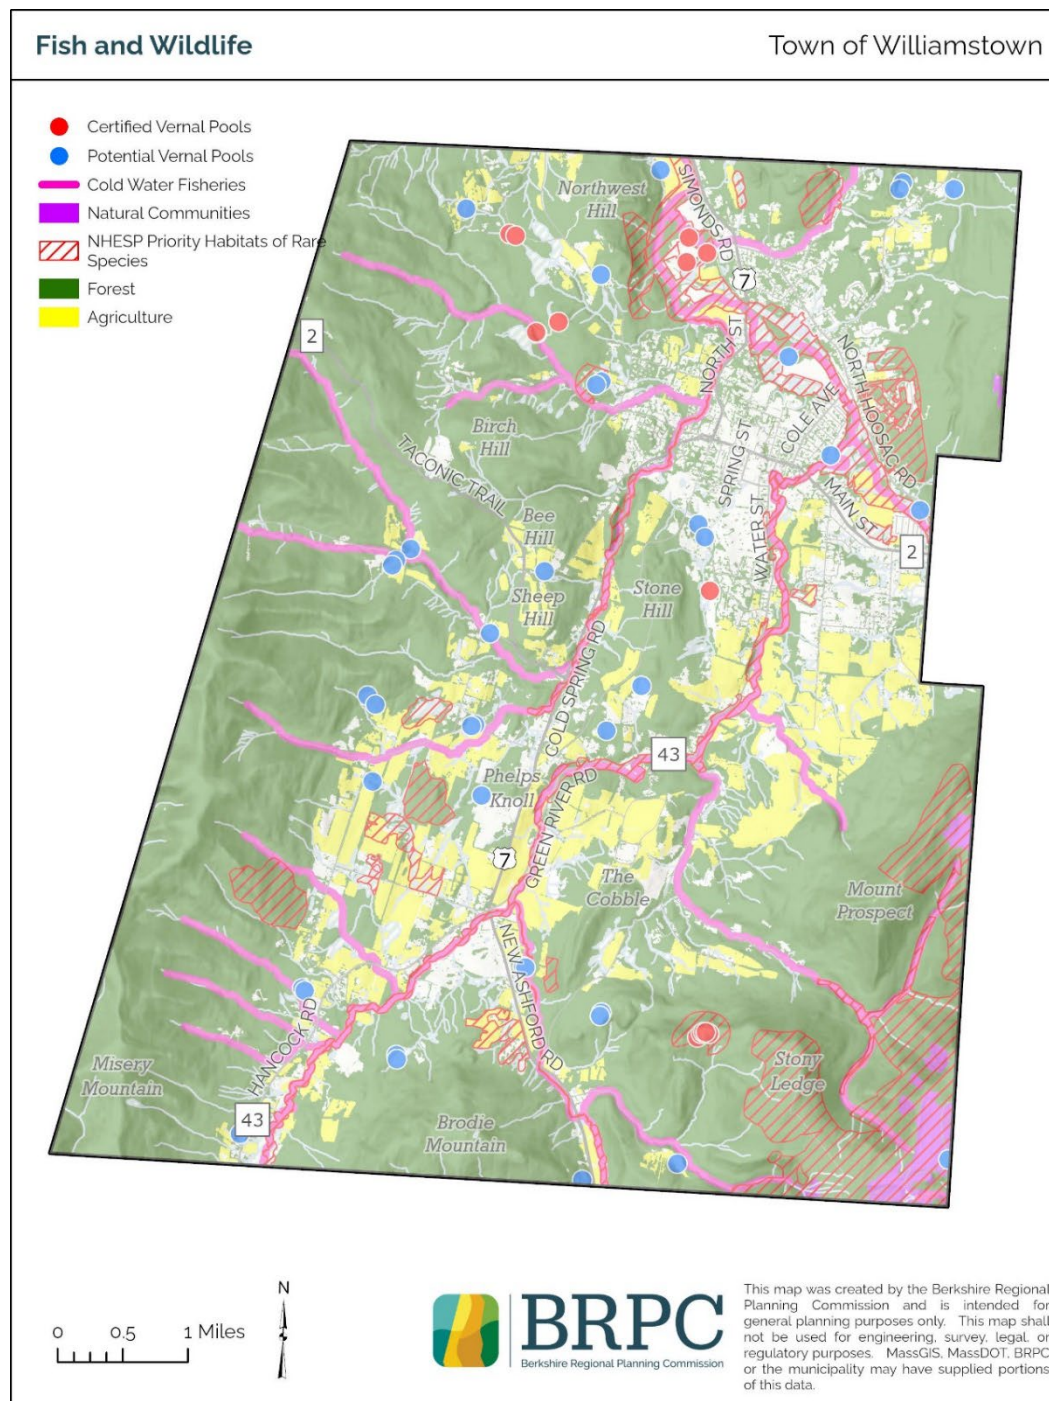 Fish and Wildlife
Town of Williamstown
Certified Vernal Pools
Potential Vernal Pools
Cold Water Fisheries
Natural Communities
NHESP Priority Habitats of Rare
Species
Forest
Agriculture
Northwest
Hill
SIMONDS RD
7
2
NORTH ST
NORTH HOOSAC RD
COLE AVE
SPRING ST
Birch
Hill
TACONIC TRAIL
MAIN ST
WATER ST
Bee
Hill
2
Sheep
Hill
Stone
Hill
COLD SPRING RD
43
Phelps
Knoll
GREEN RIVER RD
7
The
Cobble
Mount
Prospect
NEW ASHFORD RD
HANCOCK RD
Misery
Mountain
Stony
Ledge
43
Brodie
Mountain
N
0 0.5 1 Miles
BRPC
Berkshire Regional Planning Commission
This map was created by the Berkshire Regional
Planning Commission and is intended for
general planning purposes only. This map shall
not be used for engineering, survey, legal, or
regulatory purposes. MassGIS, MassDOT, BRPC
or the municipality may have supplied portions
of this data.